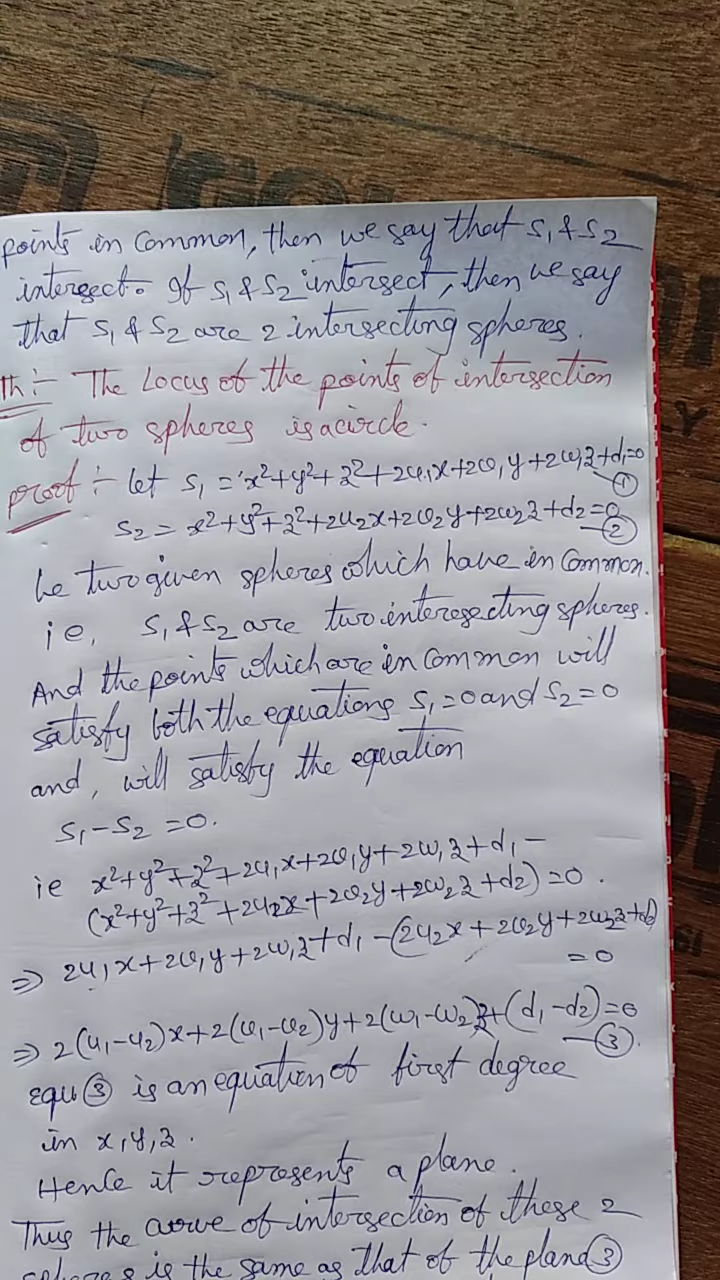 points in common, then we say that S₁ & S₂
intersect. If S₁ & S₂ intersect, then we say
that S₁ & S₂ are 2 intersecting spheres.
Th :- The Locus of the points of intersection
of two spheres is a circle.
proof :- let S₁ = x²+y²+z²+2u₁x+2v₁y+2w₁z+d₁=0
①
S₂ = x²+y²+z²+2u₂x+2v₂y+2w₂z+d₂=0
②
be two given spheres which have in common.
ie, S₁ & S₂ are two interesecting spheres.
And the points which are in common will
satisfy both the equations S₁=0 and S₂=0
and, will satisfy the equation
S₁-S₂ =0.
ie x²+y²+z²+2u₁x+2v₁y+2w₁z+d₁-
(x²+y²+z²+2u₂x+2v₂y+2w₂z+d₂)=0.
⇒ 2u₁x+2v₁y+2w₁z+d₁-(2u₂x+2v₂y+2w₂z+d₂)
=0
⇒ 2(u₁-u₂)x+2(v₁-v₂)y+2(w₁-w₂)z+(d₁-d₂)=0
—③.
equ ③ is an equation of first degree
in x,y,z.
Hence it represents a plane.
Thus the curve of intersection of these 2
spheres is the same as that of the plane ③